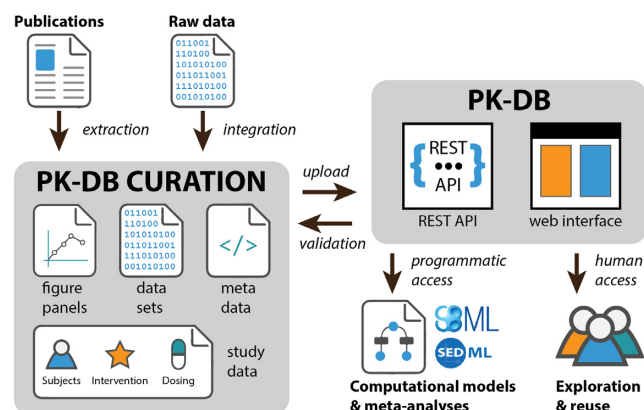 Publications
Raw data
011001
110100
101010100
011011001
111010100
001010100
extraction
integration
PK-DB CURATION
011001
110100
101010100
011011001
111010100
001010100
</>
figure
panels
data
sets
meta
data
Subjects
Intervention
Dosing
study
data
upload
validation
PK-DB
{ REST }
API
REST API
web interface
programmatic
access
human
access
SBML
SED ML
Computational models
& meta-analyses
Exploration
& reuse